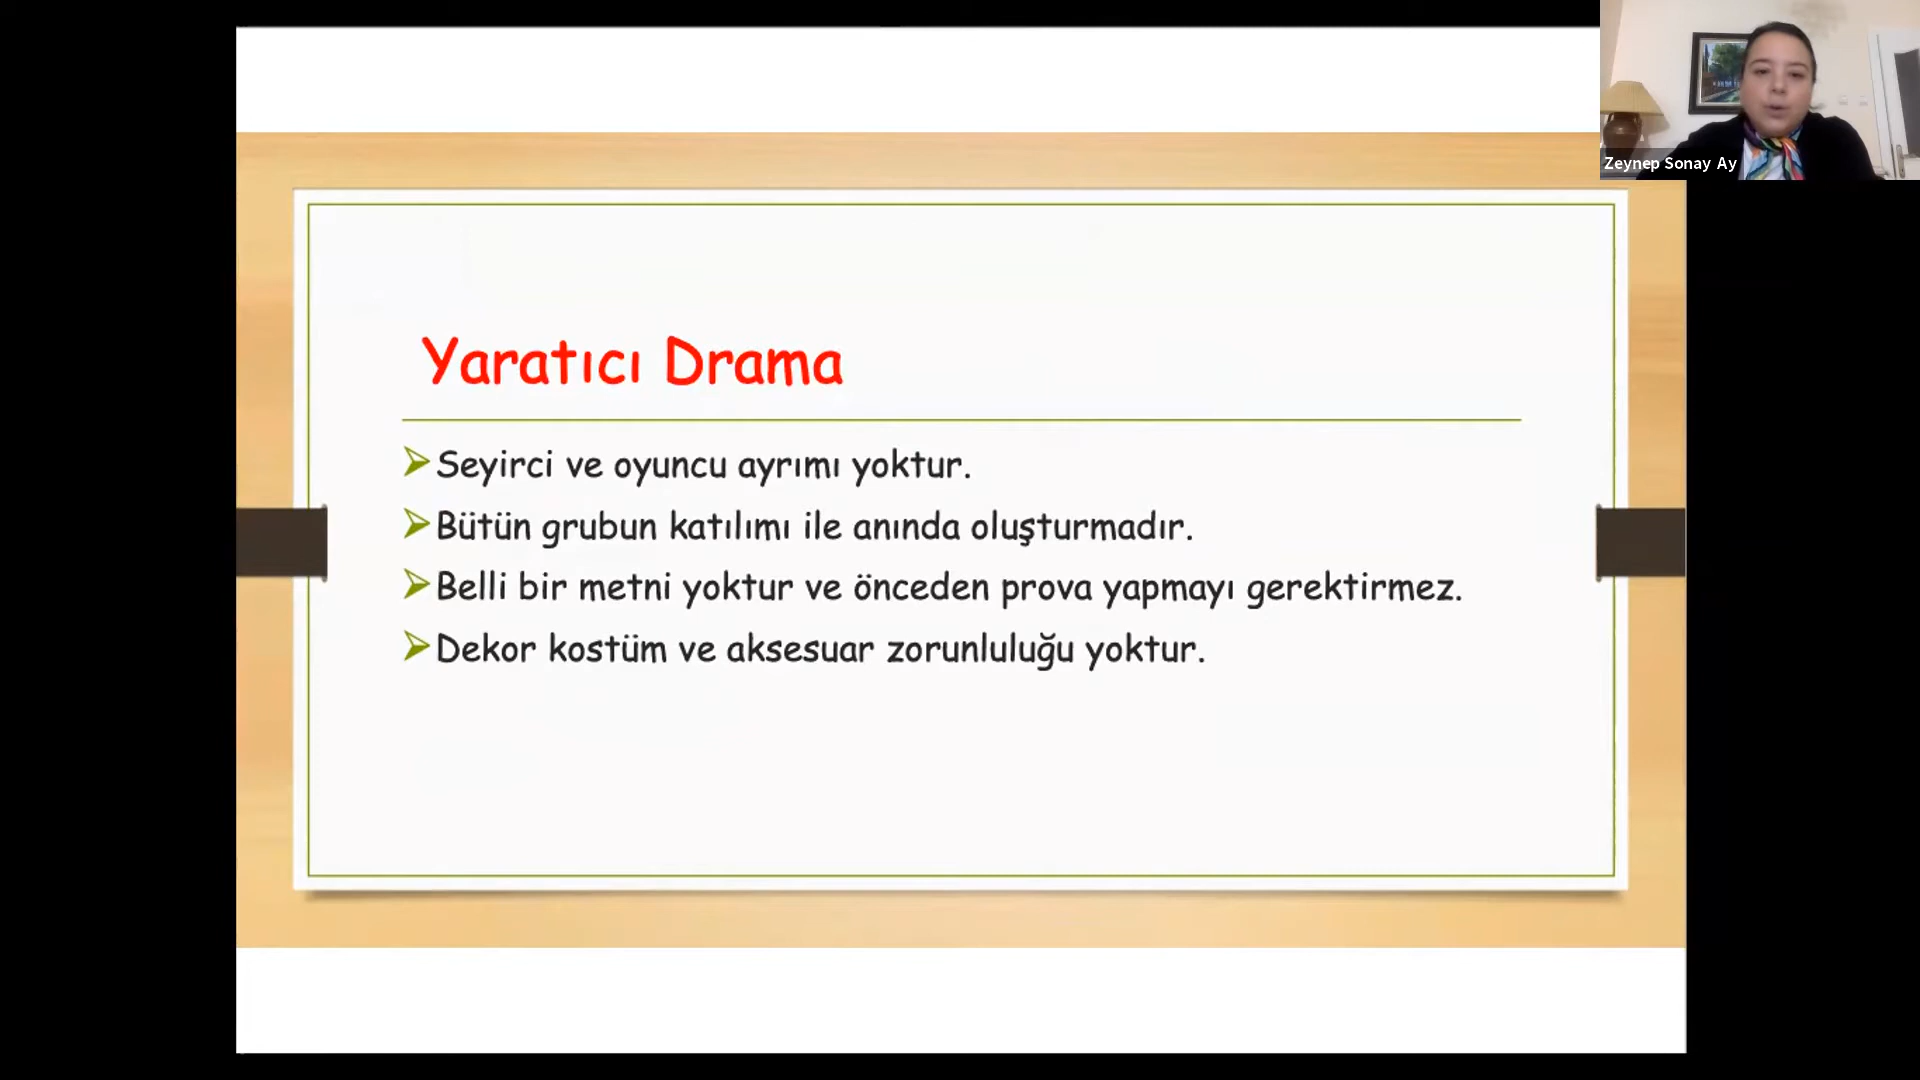 Zeynep Sonay Ay
Yaratıcı Drama
Seyirci ve oyuncu ayrımı yoktur.
Bütün grubun katılımı ile anında oluşturmadır.
Belli bir metni yoktur ve önceden prova yapmayı gerektirmez.
Dekor kostüm ve aksesuar zorunluluğu yoktur.